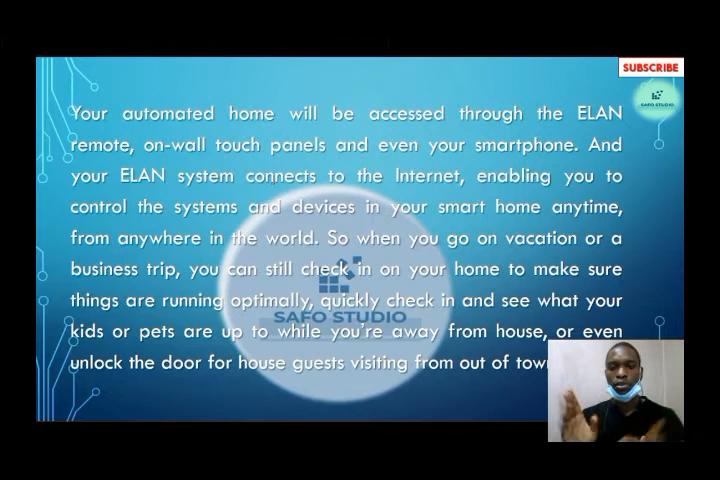 SUBSCRIBE
SAFO STUDIO
Your automated home will be accessed through the ELAN
remote, on-wall touch panels and even your smartphone. And
your ELAN system connects to the Internet, enabling you to
control the systems and devices in your smart home anytime,
from anywhere in the world. So when you go on vacation or a
business trip, you can still check in on your home to make sure
things are running optimally, quickly check in and see what your
SAFO STUDIO
kids or pets are up to while you're away from house, or even
unlock the door for house guests visiting from out of